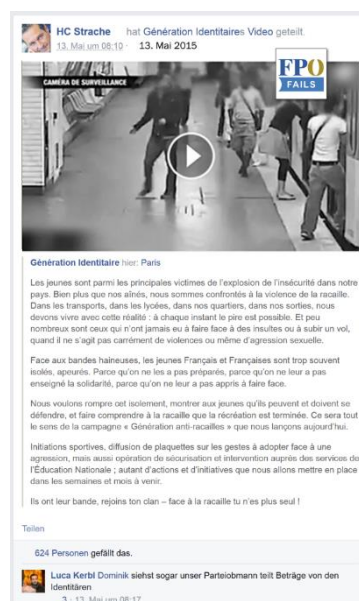 HC Strache hat Génération Identitaires Video geteilt.
13. Mai um 08:10 · 13. Mai 2015
CAMÉRA DE SURVEILLANCE
FPÖ
FAILS
Génération Identitaire hier: Paris
Les jeunes sont parmi les principales victimes de l'explosion de l'insécurité dans notre
pays. Bien plus que nos aînés, nous sommes confrontés à la violence de la racaille.
Dans les transports, dans les lycées, dans nos quartiers, dans nos sorties, nous
devons vivre avec cette réalité : à chaque instant le pire est possible. Et peu
nombreux sont ceux qui n'ont jamais eu à faire face à des insultes ou à subir un vol,
quand il ne s'agit pas carrément de violences ou même d'agression sexuelle.
Face aux bandes haineuses, les jeunes Français et Françaises sont trop souvent
isolés, apeurés. Parce qu'on ne les a pas préparés, parce qu'on ne leur a pas
enseigné la solidarité, parce qu'on ne leur a pas appris à faire face.
Nous voulons rompre cet isolement, montrer aux jeunes qu'ils peuvent et doivent se
défendre, et faire comprendre à la racaille que la récréation est terminée. Ce sera tout
le sens de la campagne « Génération anti-racailles » que nous lançons aujourd'hui.
Initiations sportives, diffusion de plaquettes sur les gestes à adopter face à une
agression, mais aussi opération de sécurisation et intervention auprès des services de
l'Éducation Nationale ; autant d'actions et d'initiatives que nous allons mettre en place
dans les semaines et mois à venir.
Ils ont leur bande, rejoins ton clan – face à la racaille tu n'es plus seul !
Teilen
624 Personen gefällt das.
Luca Kerbl Dominik siehst sogar unser Parteiobmann teilt Beträge von den
Identitären
3 · 13. Mai um 08:17